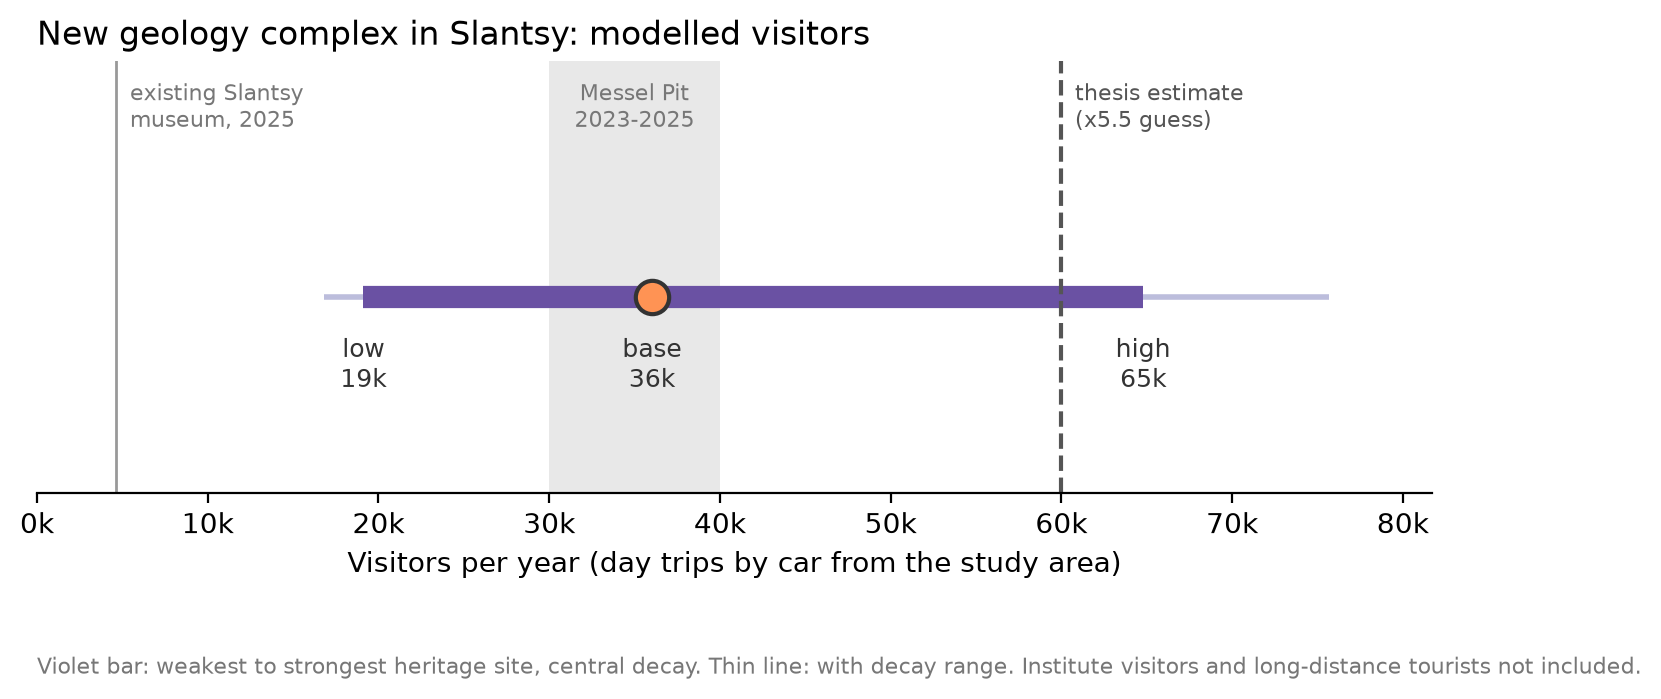 New geology complex in Slantsy: modelled visitors
existing Slantsy
museum, 2025
Messel Pit
2023-2025
thesis estimate
(x5.5 guess)
low
19k
base
36k
high
65k
0k 10k 20k 30k 40k 50k 60k 70k 80k
Visitors per year (day trips by car from the study area)
Violet bar: weakest to strongest heritage site, central decay. Thin line: with decay range. Institute visitors and long-distance tourists not included.